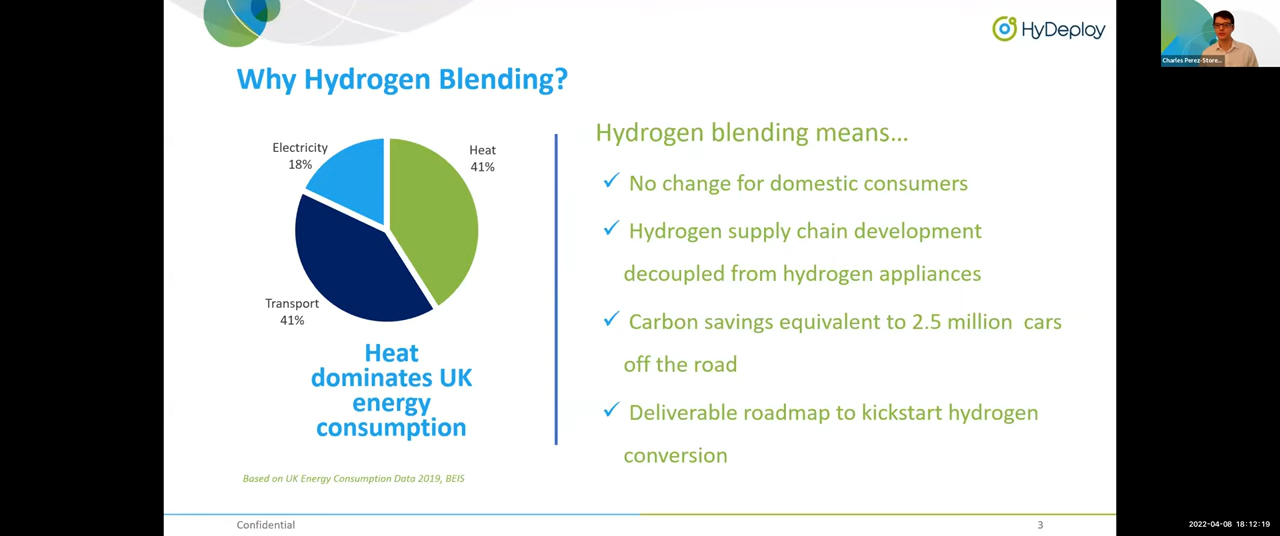 HyDeploy
Charles Perez-Store...
Why Hydrogen Blending?
Electricity
18%
Heat
41%
Transport
41%
Heat
dominates UK
energy
consumption
Based on UK Energy Consumption Data 2019, BEIS
Hydrogen blending means...
No change for domestic consumers
Hydrogen supply chain development
decoupled from hydrogen appliances
Carbon savings equivalent to 2.5 million cars
off the road
Deliverable roadmap to kickstart hydrogen
conversion
Confidential
3
2022-04-08 18:12:19